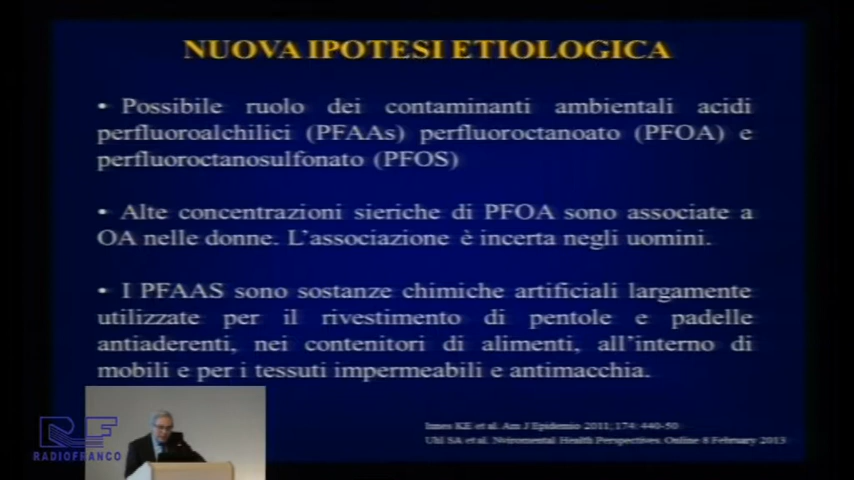 NUOVA IPOTESI ETIOLOGICA
• Possibile ruolo dei contaminanti ambientali acidi
perfluoroalchilici (PFAAs) perfluoroctanoato (PFOA) e
perfluoroctanosulfonato (PFOS)
• Alte concentrazioni sieriche di PFOA sono associate a
OA nelle donne. L'associazione è incerta negli uomini.
• I PFAAS sono sostanze chimiche artificiali largamente
utilizzate per il rivestimento di pentole e padelle
antiaderenti, nei contenitori di alimenti, all'interno di
mobili e per i tessuti impermeabili e antimacchia.
Innes KE et al. Am J Epidemio 2011; 174: 440-50
Uhl SA et al. Nviromental Health Perspectives. Online 8 February 2013
RF
RADIOFRANCO